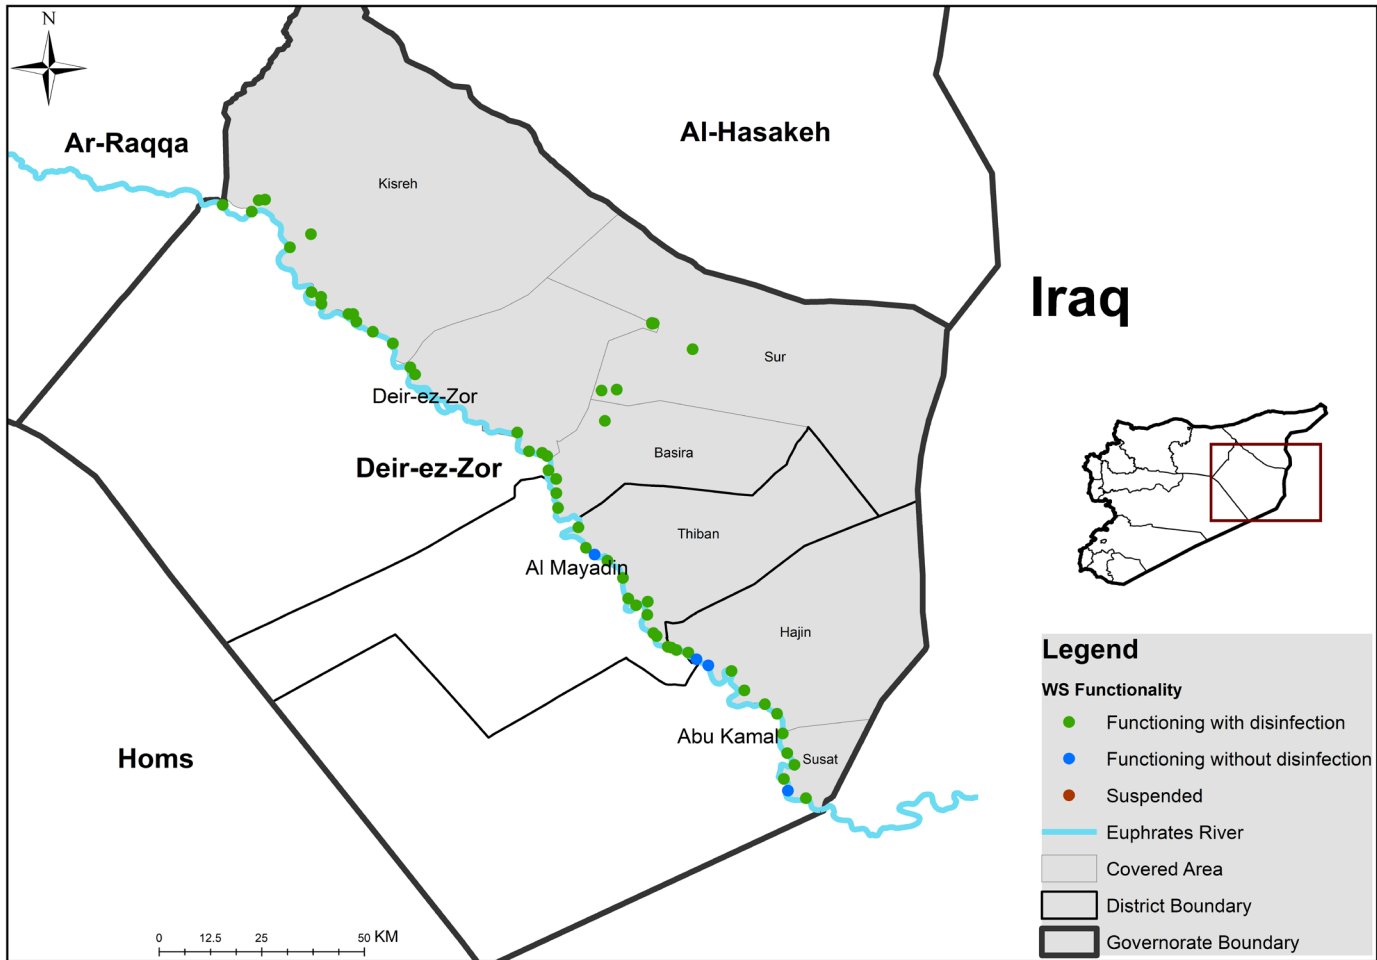 N
Ar-Raqqa
Al-Hasakeh
Kisreh
Iraq
Sur
Deir-ez-Zor
Basira
Deir-ez-Zor
Thiban
Al Mayadin
Hajin
Abu Kamal
Susat
Homs
0 12.5 25 50 KM
Legend
WS Functionality
Functioning with disinfection
Functioning without disinfection
Suspended
Euphrates River
Covered Area
District Boundary
Governorate Boundary